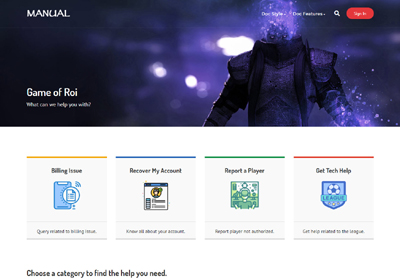 MANUAL
Doc Style
Doc Features
Sign In
Game of Roi
What can we help you with?
Billing Issue
Query related to billing issue.
Recover My Account
Know all about your account.
Report a Player
Report player not authorized.
Get Tech Help
LEAGUE
Get help related to the league.
Choose a category to find the help you need.